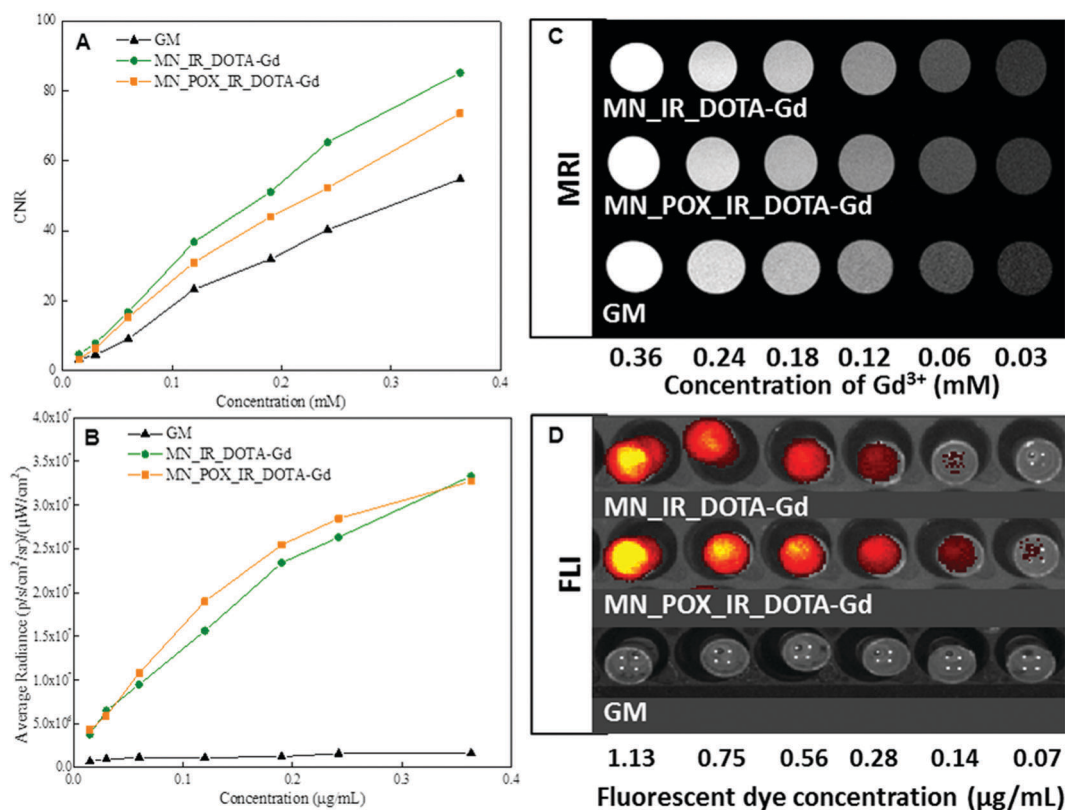 A
GM
MN_IR_DOTA-Gd
MN_POX_IR_DOTA-Gd
CNR
100
80
60
40
20
0
0.0 0.1 0.2 0.3 0.4
Concentration (mM)
B
GM
MN_IR_DOTA-Gd
MN_POX_IR_DOTA-Gd
Average Radiance (p/s/cm²/sr)/(µW/cm²)
0.0
0.0 0.1 0.2 0.3 0.4
Concentration (µg/mL)
C
MRI
MN_IR_DOTA-Gd
MN_POX_IR_DOTA-Gd
GM
0.36 0.24 0.18 0.12 0.06 0.03
Concentration of Gd³⁺ (mM)
D
FLI
MN_IR_DOTA-Gd
MN_POX_IR_DOTA-Gd
GM
1.13 0.75 0.56 0.28 0.14 0.07
Fluorescent dye concentration (µg/mL)